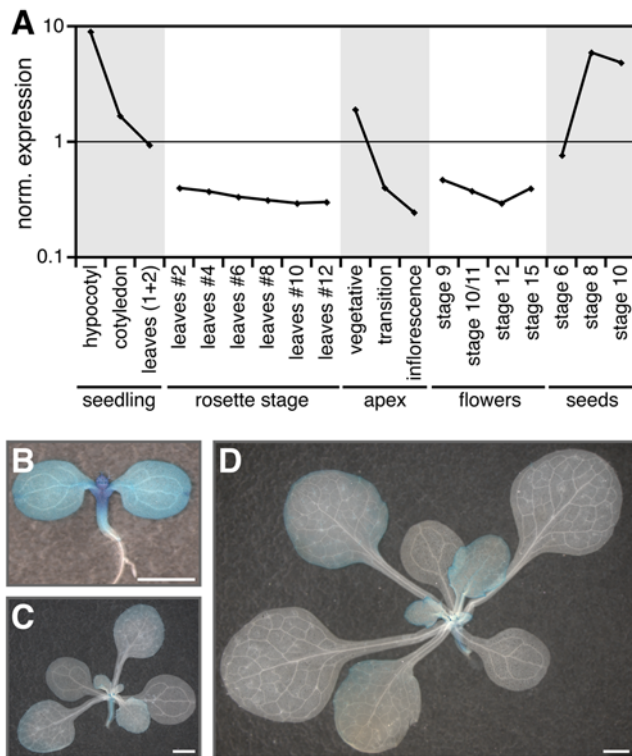 A
10
1
0.1
norm. expression
hypocotyl
cotyledon
leaves (1+2)
leaves #2
leaves #4
leaves #6
leaves #8
leaves #10
leaves #12
vegetative
transition
inflorescence
stage 9
stage 10/11
stage 12
stage 15
stage 6
stage 8
stage 10
seedling
rosette stage
apex
flowers
seeds
B
C
D